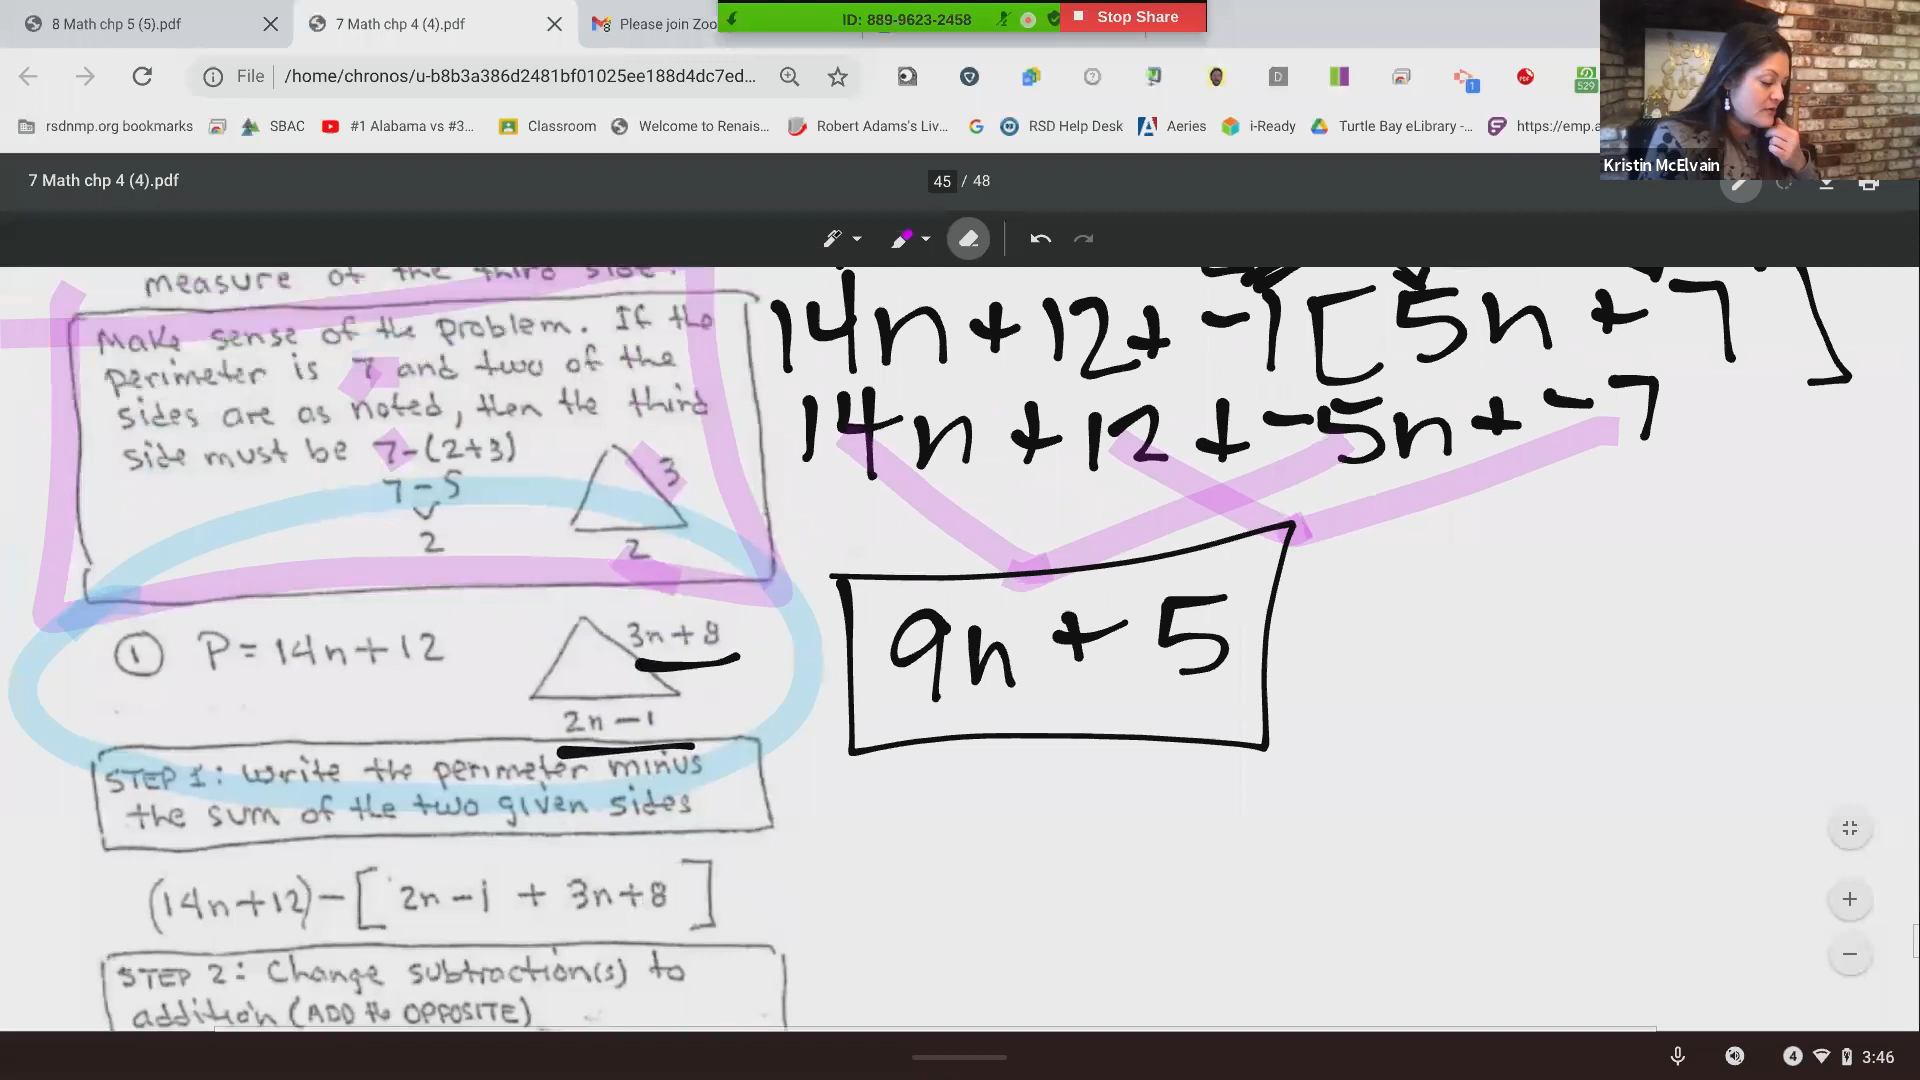 8 Math chp 5 (5).pdf
7 Math chp 4 (4).pdf
Please join Zoo
ID: 889-9623-2458
Stop Share
File
/home/chronos/u-b8b3a386d2481bf01025ee188d4dc7ed...
D
1
529
rsdnmp.org bookmarks
SBAC
#1 Alabama vs #3...
Classroom
Welcome to Renais...
Robert Adams's Liv...
RSD Help Desk
Aeries
i-Ready
Turtle Bay eLibrary -...
https://emp.a
Kristin McElvain
7 Math chp 4 (4).pdf
45 / 48
measure of the third side.
Make sense of the problem. If the
perimeter is 7 and two of the
sides are as noted, then the third
side must be 7-(2+3)
7-5
2
3
2
① P=14n+12
3n+8
2n-1
STEP 1: Write the perimeter minus
the sum of the two given sides
(14n+12)-[2n-1 + 3n+8]
STEP 2: Change subtraction(s) to
addition (ADD the OPPOSITE)
14n+12+-1[5n+7]
14n+12+-5n+-7
9n+5
4
3:46